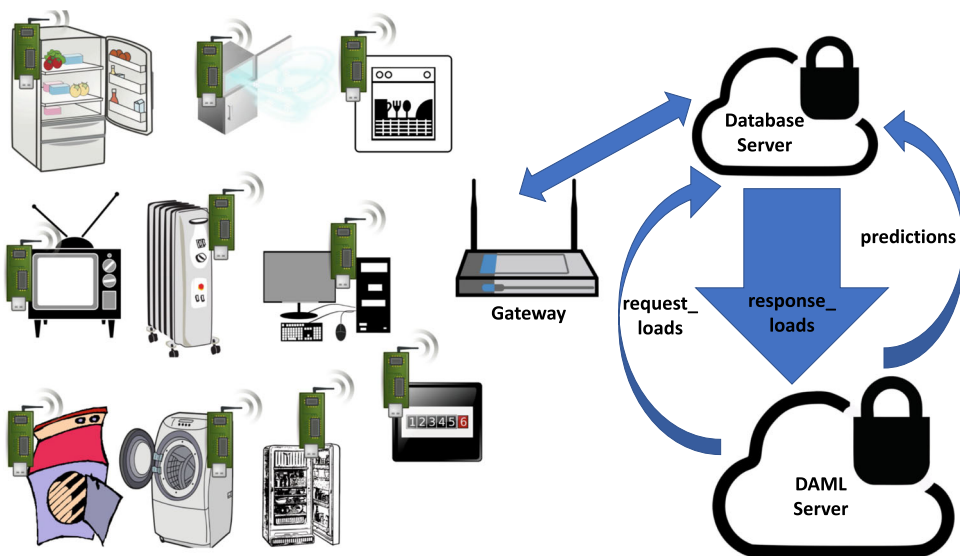 Database
Server
predictions
Gateway
request_
loads
response_
loads
123456
DAML
Server